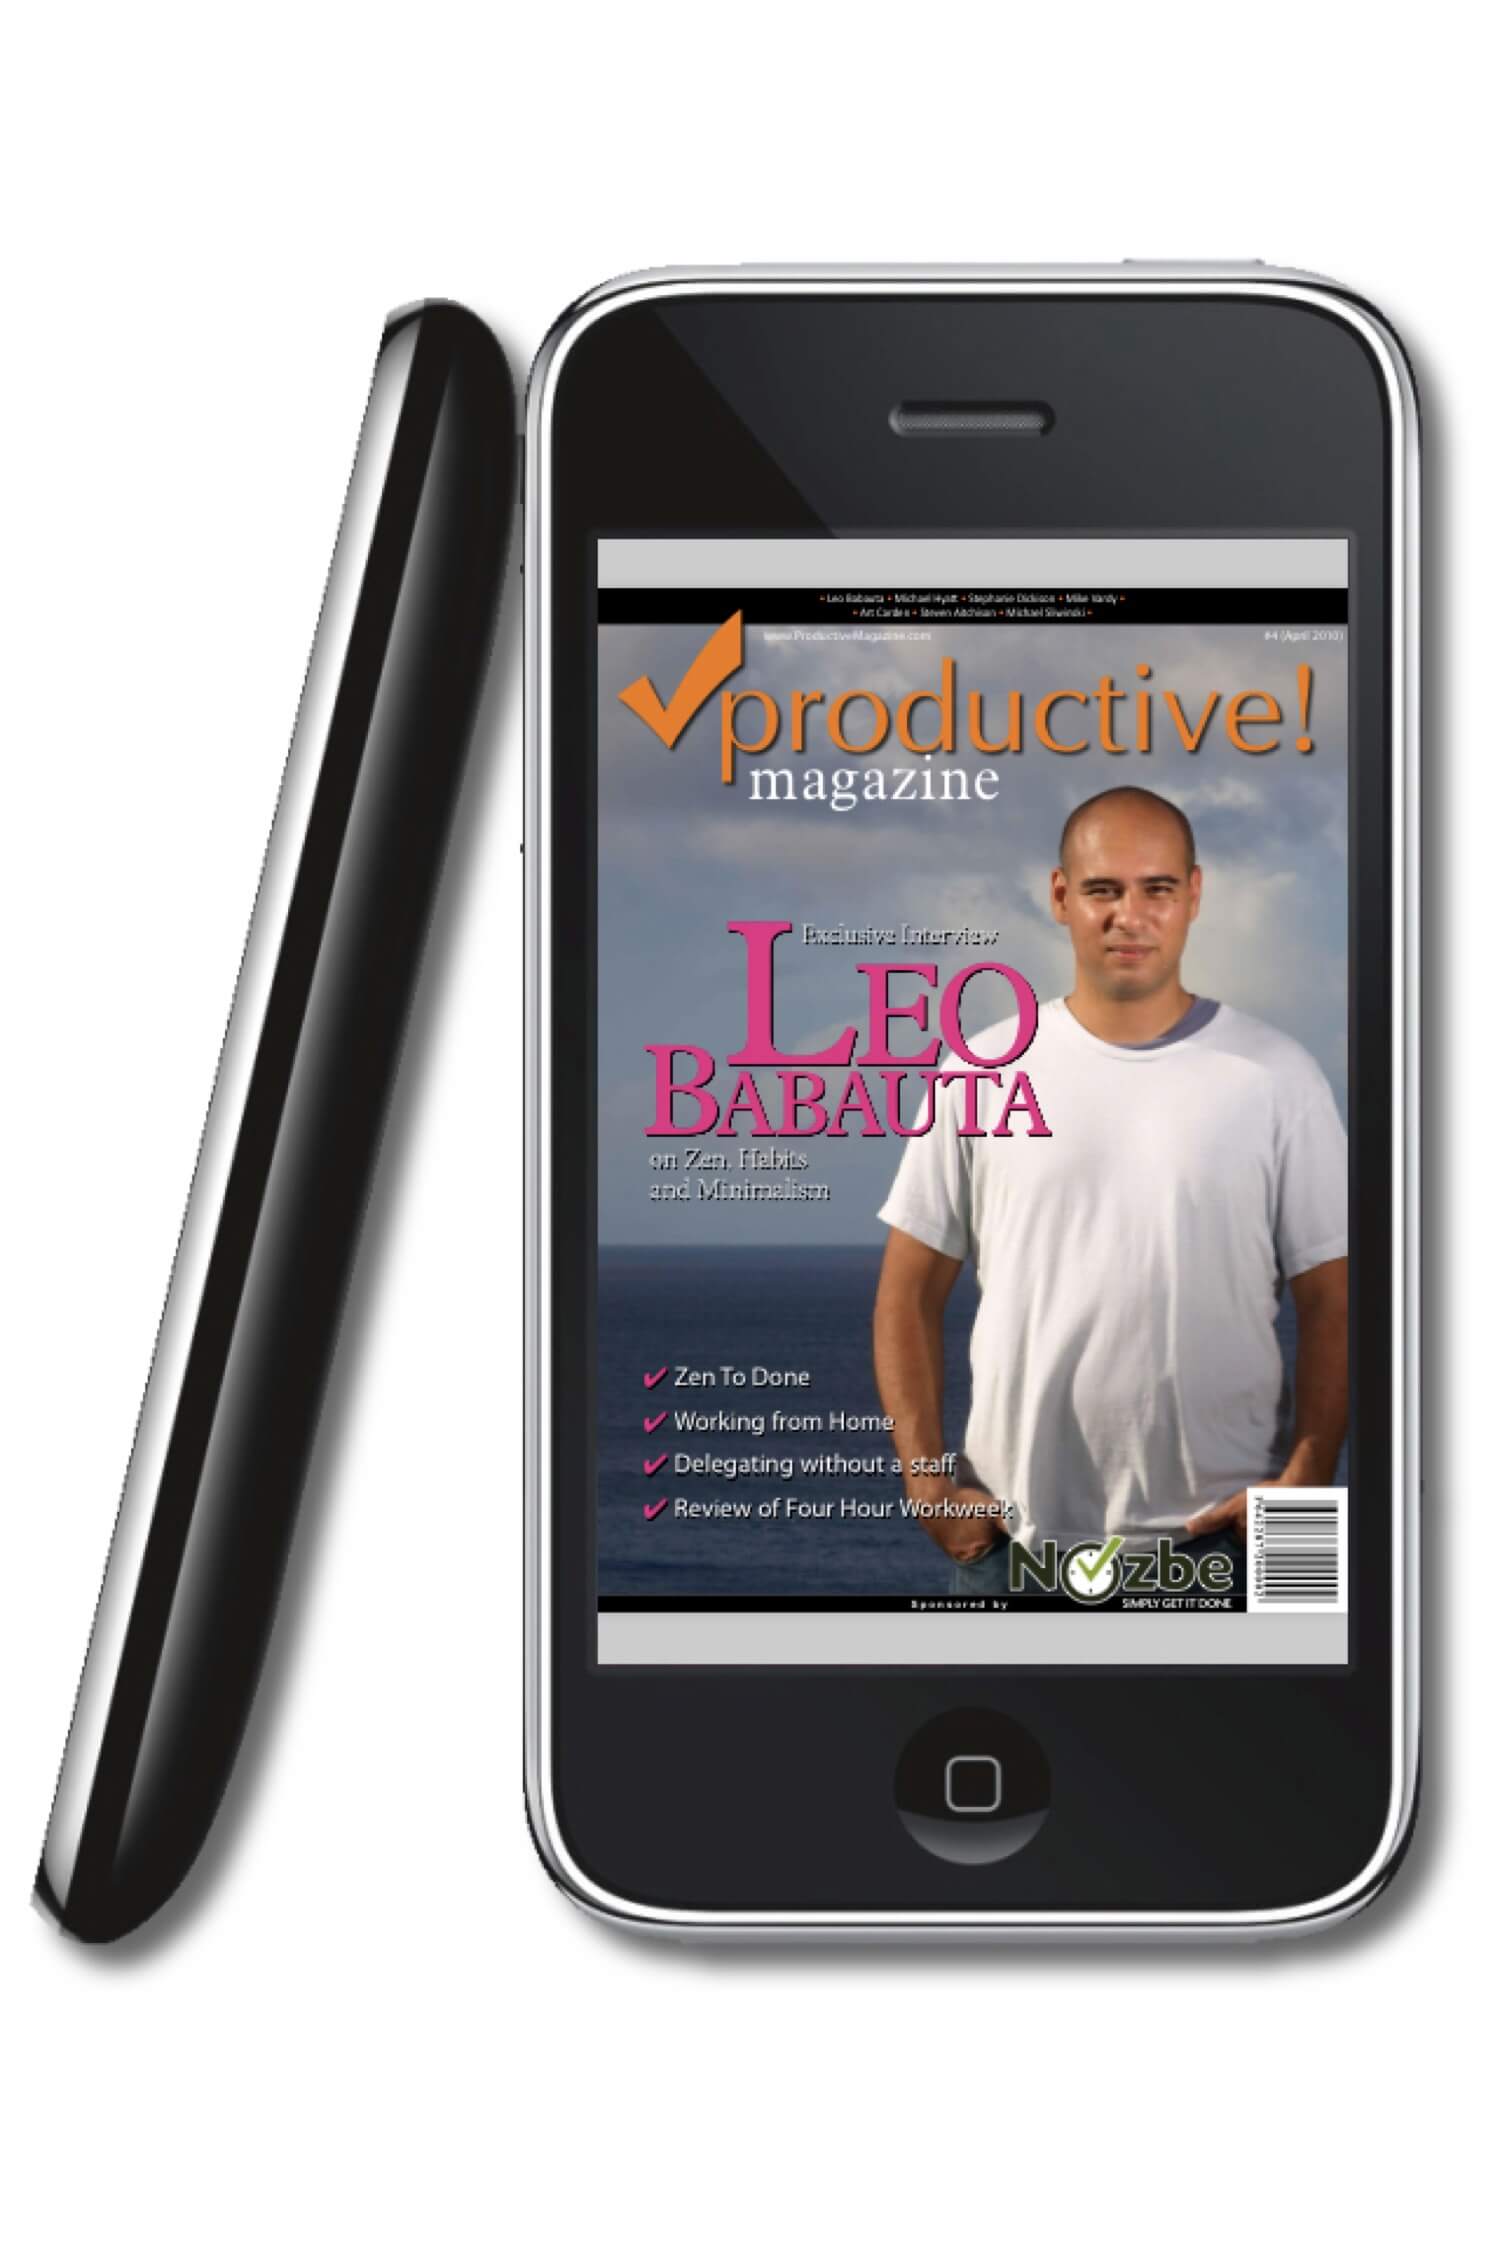 • Leo Babauta • Michael Hyatt • Stephanie Dickison • Mike Vardy •
• Art Carden • Steven Aitchison • Michael Sliwinski •
www.ProductiveMagazine.com #4 (April 2010)
productive!
magazine
Exclusive Interview
LEO
BABAUTA
on Zen, Habits
and Minimalism
Zen To Done
Working from Home
Delegating without a staff
Review of Four Hour Workweek
Nozbe
Sponsored by SIMPLY GET IT DONE